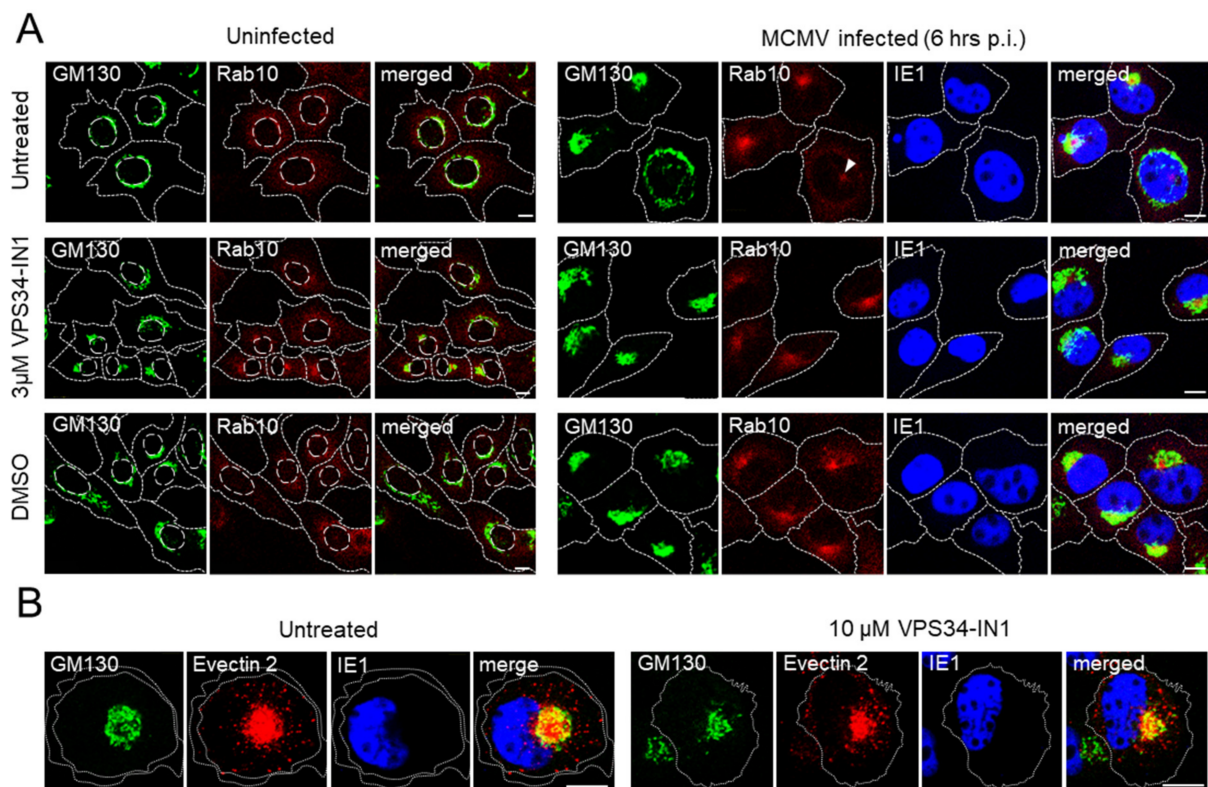 A
Uninfected
MCMV infected (6 hrs p.i.)
Untreated
GM130 Rab10 merged GM130 Rab10 IE1 merged
3µM VPS34-IN1
GM130 Rab10 merged GM130 Rab10 IE1 merged
DMSO
GM130 Rab10 merged GM130 Rab10 IE1 merged
B
Untreated
10 µM VPS34-IN1
GM130 Evectin 2 IE1 merge GM130 Evectin 2 IE1 merged